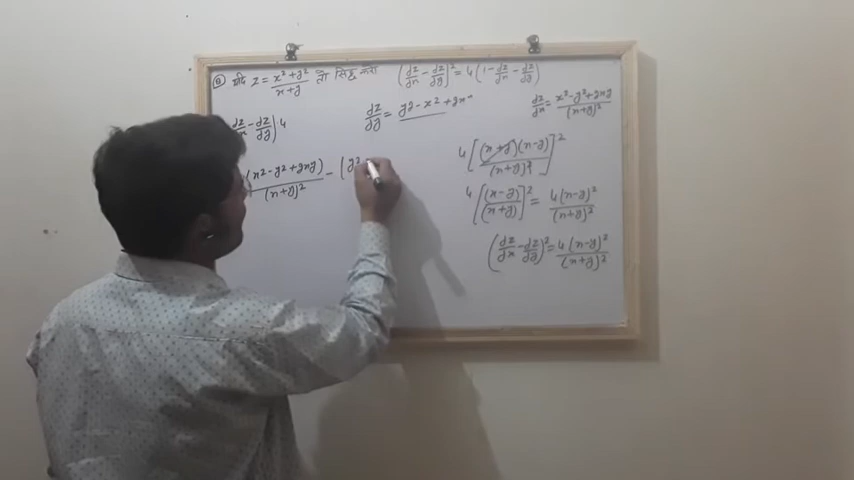 ⑧ यदि z = x²+y²/x+y तो सिद्ध करो (dz/dx - dz/dy)² = 4(1 - dz/dx - dz/dy)
dz/dx - dz/dy) 4
(x²-y²+2xy)/(x+y)² - (y²
dz/dy = y²-x²+2x
dz/dx = x²-y²+2xy/(x+y)²
4[(x+y)(x-y)/(x+y)²]²
4[(x-y)/(x+y)]² = 4(x-y)²/(x+y)²
(dz/dx - dz/dy)² = 4(x-y)²/(x+y)²